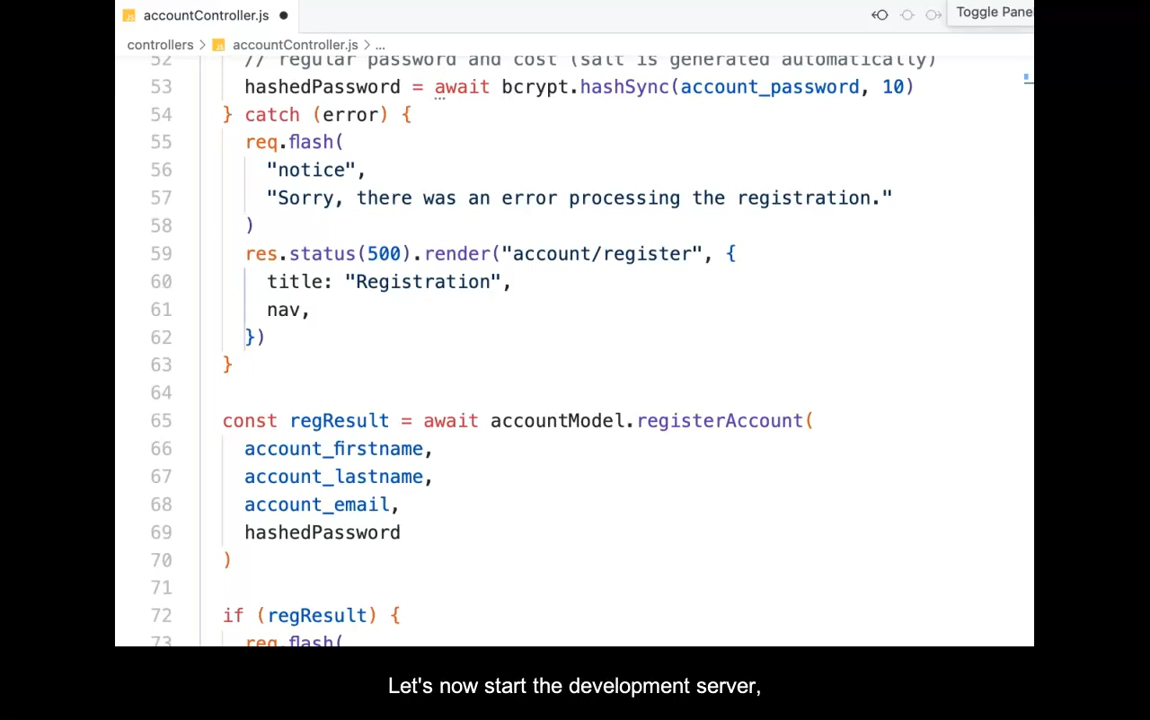 accountController.js
Toggle Pane
controllers > accountController.js > ...
52 // regular password and cost (salt is generated automatically)
53 hashedPassword = await bcrypt.hashSync(account_password, 10)
54 } catch (error) {
55 req.flash(
56 "notice",
57 "Sorry, there was an error processing the registration."
58 )
59 res.status(500).render("account/register", {
60 title: "Registration",
61 nav,
62 })
63 }
64
65 const regResult = await accountModel.registerAccount(
66 account_firstname,
67 account_lastname,
68 account_email,
69 hashedPassword
70 )
71
72 if (regResult) {
73 req.flash(
Let's now start the development server,